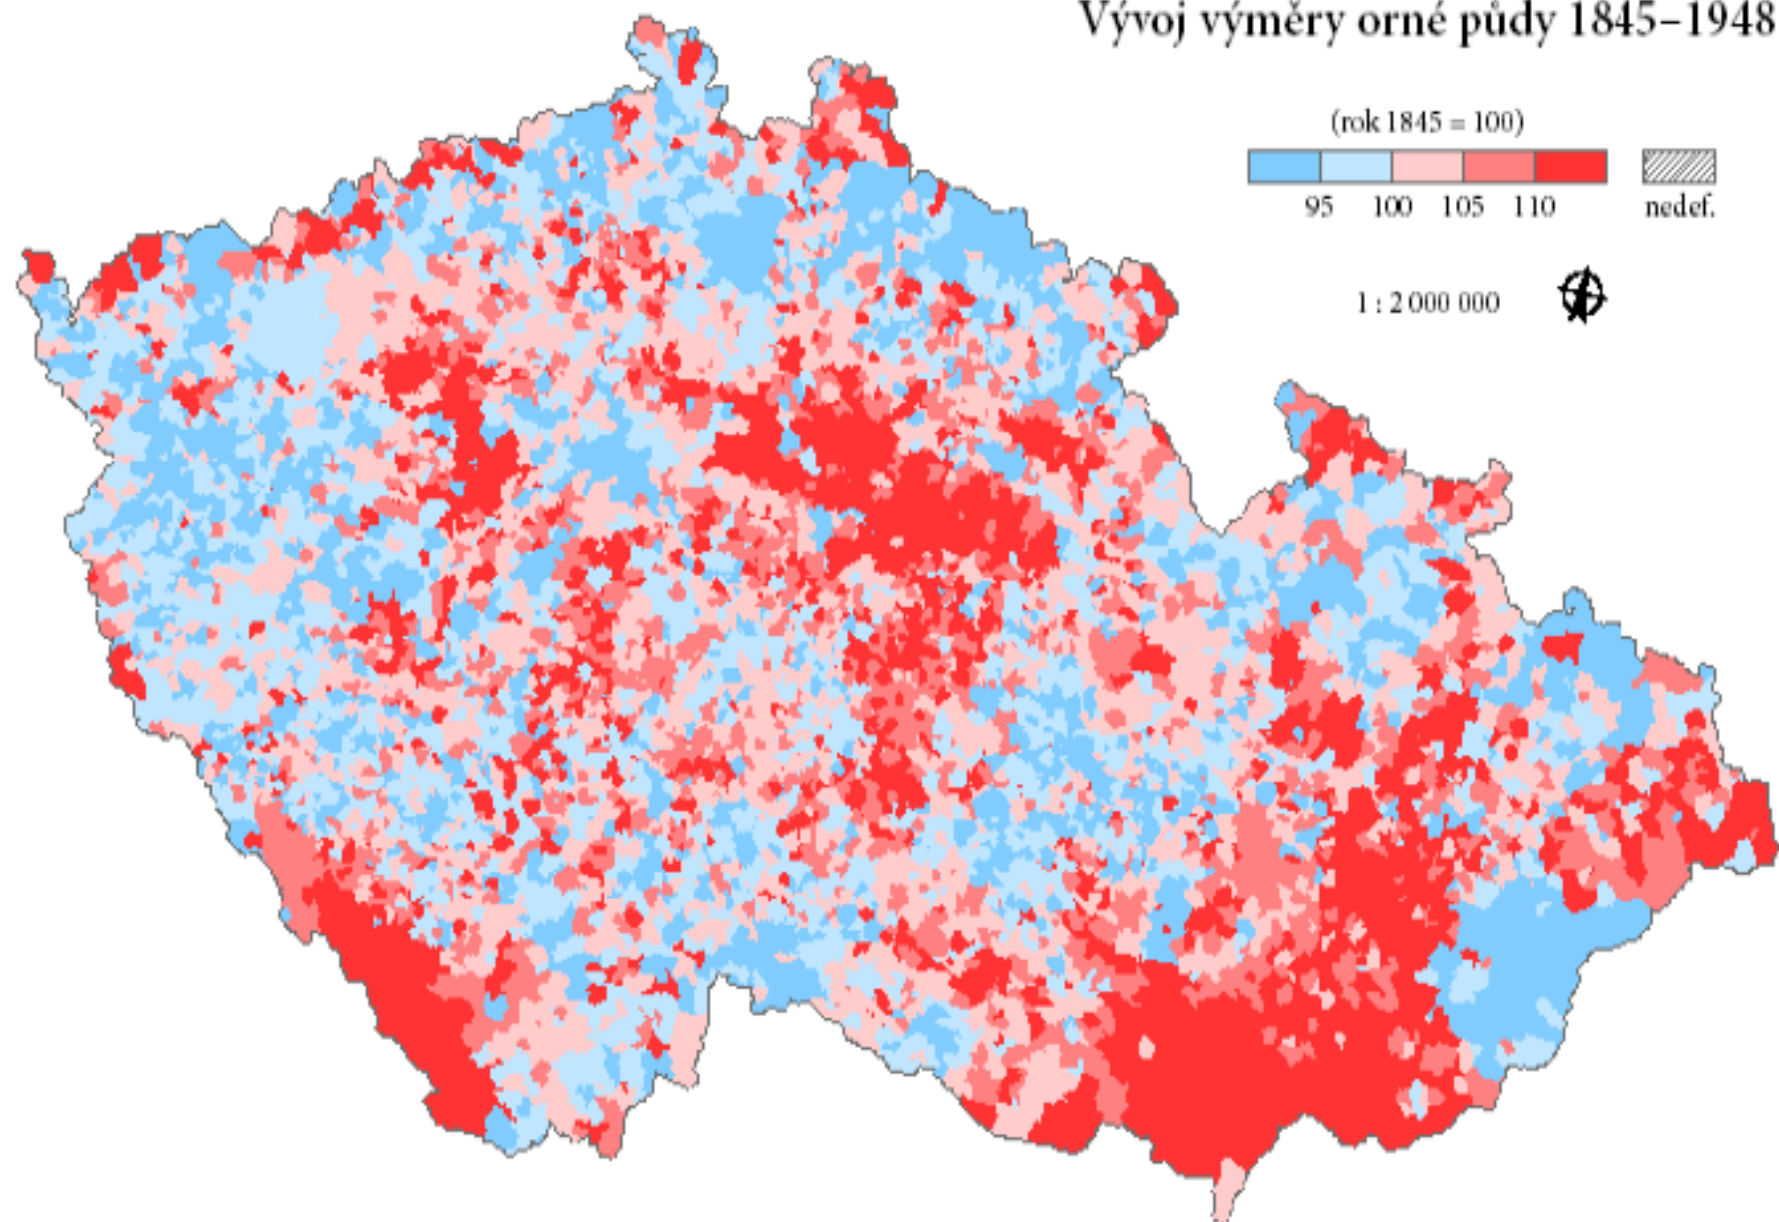 Vývoj výměry orné půdy 1845–1948
(rok 1845 = 100)
95 100 105 110 nedef.
1 : 2 000 000